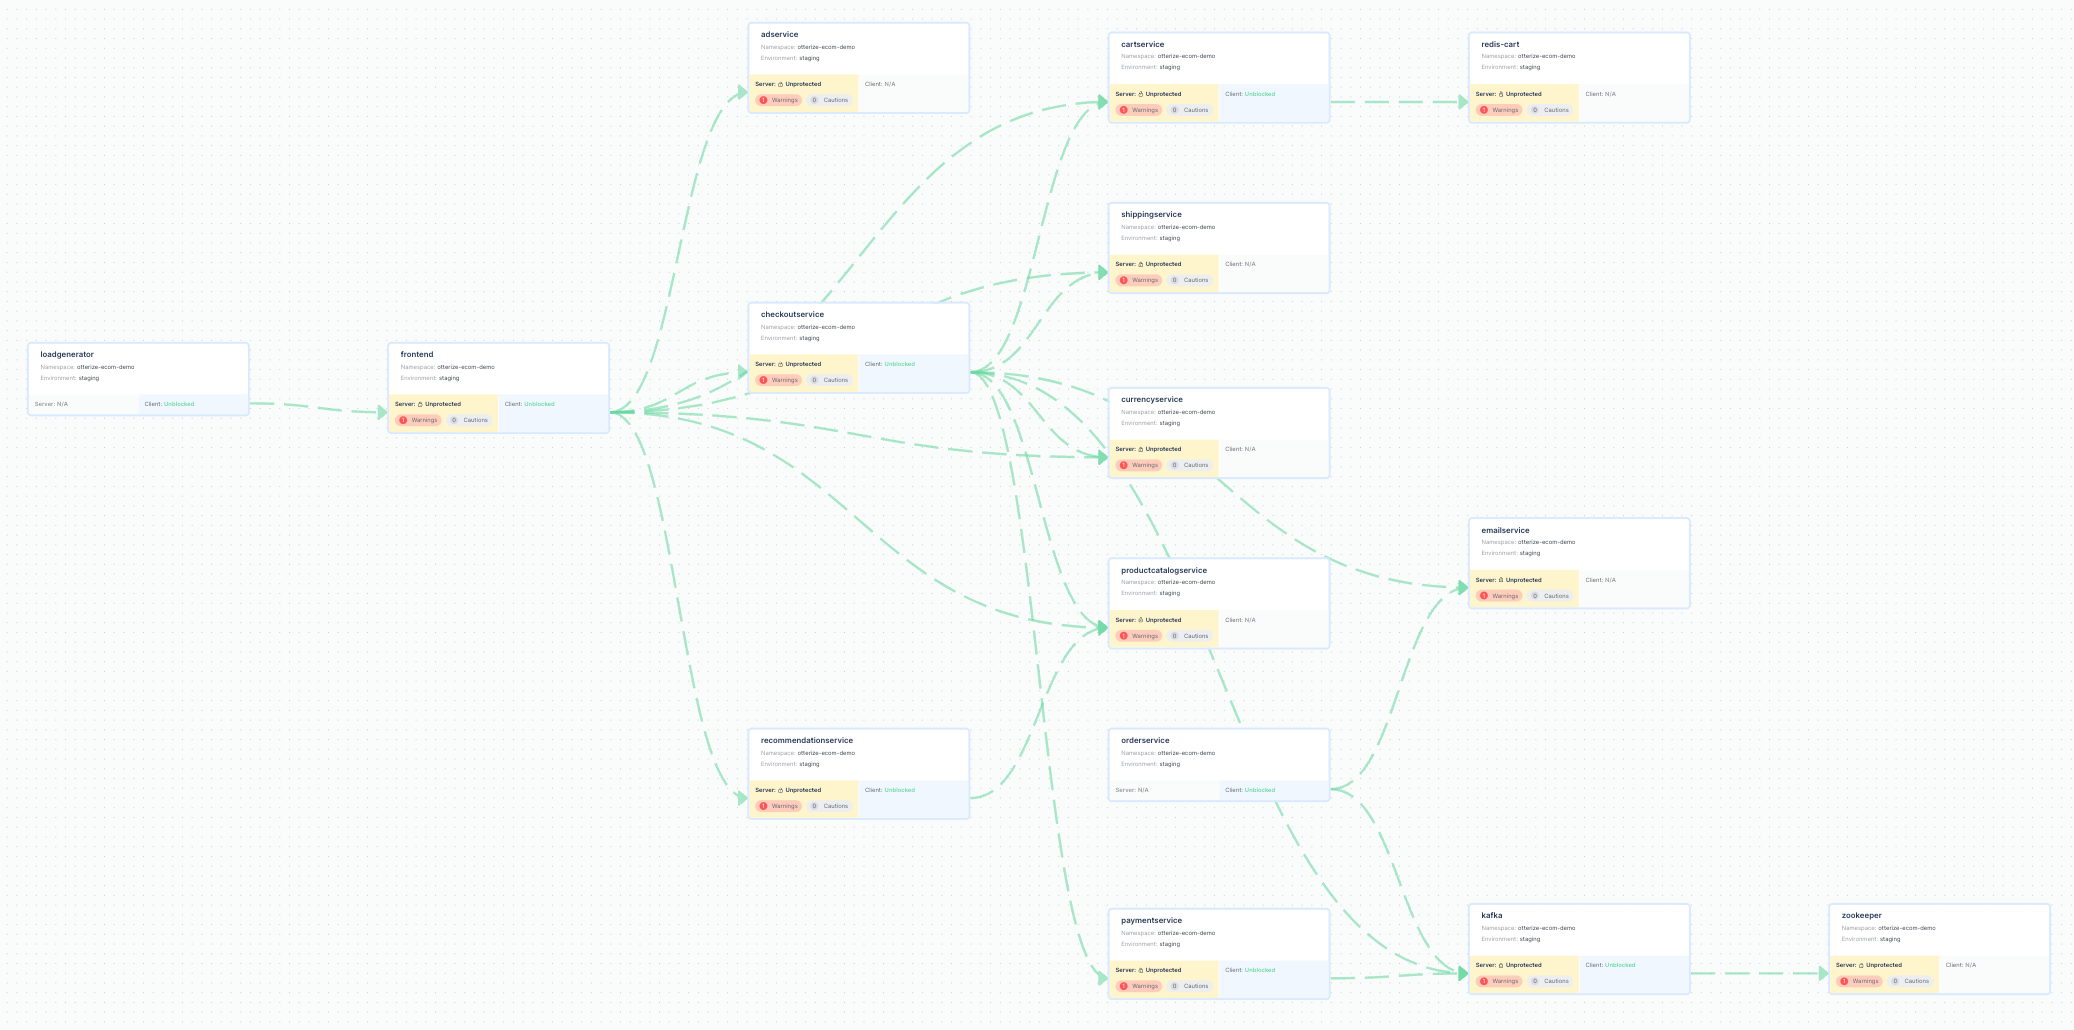 adservice
Namespace: otterize-ecom-demo
Environment: staging
Server: Unprotected
Client: N/A
1 Warnings 0 Cautions
cartservice
Namespace: otterize-ecom-demo
Environment: staging
Server: Unprotected
Client: Unblocked
1 Warnings 0 Cautions
redis-cart
Namespace: otterize-ecom-demo
Environment: staging
Server: Unprotected
Client: N/A
1 Warnings 0 Cautions
shippingservice
Namespace: otterize-ecom-demo
Environment: staging
Server: Unprotected
Client: N/A
1 Warnings 0 Cautions
checkoutservice
Namespace: otterize-ecom-demo
Environment: staging
Server: Unprotected
Client: Unblocked
1 Warnings 0 Cautions
loadgenerator
Namespace: otterize-ecom-demo
Environment: staging
Server: N/A
Client: Unblocked
frontend
Namespace: otterize-ecom-demo
Environment: staging
Server: Unprotected
Client: Unblocked
1 Warnings 0 Cautions
currencyservice
Namespace: otterize-ecom-demo
Environment: staging
Server: Unprotected
Client: N/A
1 Warnings 0 Cautions
emailservice
Namespace: otterize-ecom-demo
Environment: staging
Server: Unprotected
Client: N/A
1 Warnings 0 Cautions
productcatalogservice
Namespace: otterize-ecom-demo
Environment: staging
Server: Unprotected
Client: N/A
1 Warnings 0 Cautions
recommendationservice
Namespace: otterize-ecom-demo
Environment: staging
Server: Unprotected
Client: Unblocked
1 Warnings 0 Cautions
orderservice
Namespace: otterize-ecom-demo
Environment: staging
Server: N/A
Client: Unblocked
paymentservice
Namespace: otterize-ecom-demo
Environment: staging
Server: Unprotected
Client: Unblocked
1 Warnings 0 Cautions
kafka
Namespace: otterize-ecom-demo
Environment: staging
Server: Unprotected
Client: Unblocked
1 Warnings 0 Cautions
zookeeper
Namespace: otterize-ecom-demo
Environment: staging
Server: Unprotected
Client: N/A
1 Warnings 0 Cautions